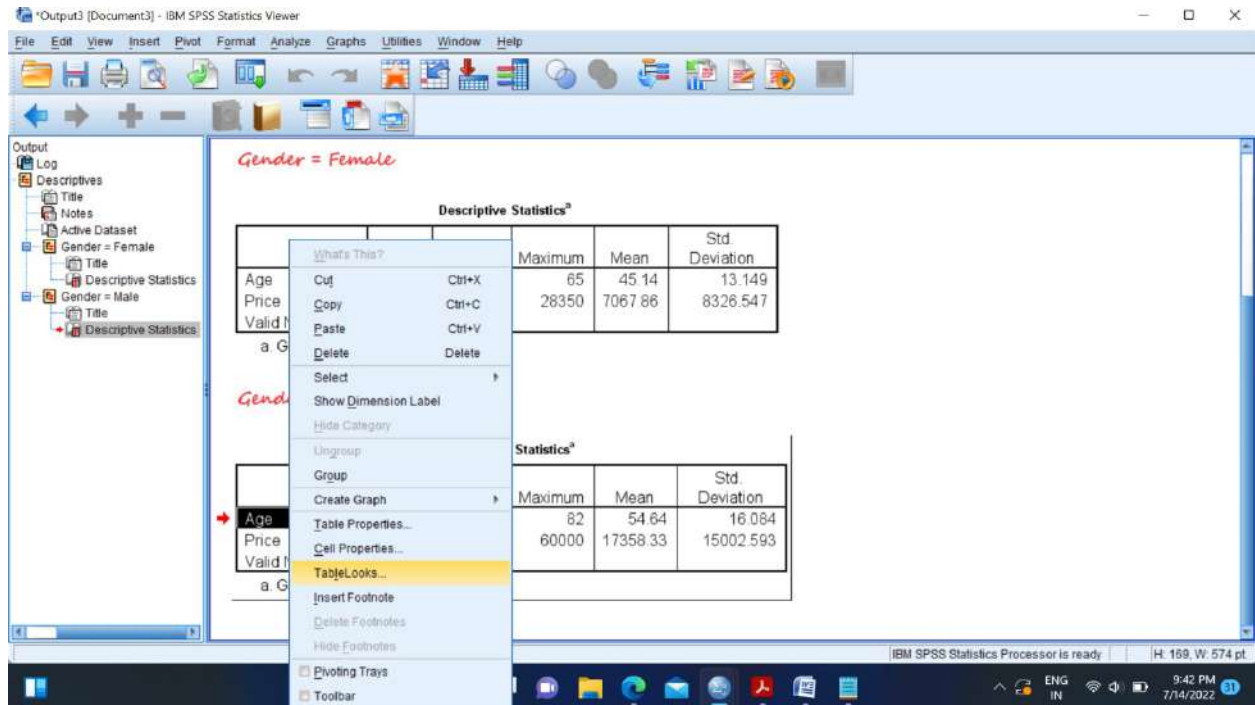 *Output3 [Document3] - IBM SPSS Statistics Viewer
File Edit View Insert Pivot Format Analyze Graphs Utilities Window Help
Output
Log
Descriptives
Title
Notes
Active Dataset
Gender = Female
Title
Descriptive Statistics
Gender = Male
Title
Descriptive Statistics
Gender = Female
Descriptive Statisticsa
Maximum Mean Std. Deviation
Age 65 45.14 13.149
Price 28350 7067.86 8326.547
Valid N
a. G
Gend
Statisticsa
Maximum Mean Std. Deviation
Age 82 54.64 16.084
Price 60000 17358.33 15002.593
Valid N
a. G
What's This?
Cut Ctrl+X
Copy Ctrl+C
Paste Ctrl+V
Delete Delete
Select
Show Dimension Label
Hide Category
Ungroup
Group
Create Graph
Table Properties...
Cell Properties...
TableLooks...
Insert Footnote
Delete Footnotes
Hide Footnotes
Pivoting Trays
Toolbar
IBM SPSS Statistics Processor is ready H: 169, W: 574 pt.
ENG
IN
9:42 PM
7/14/2022
31